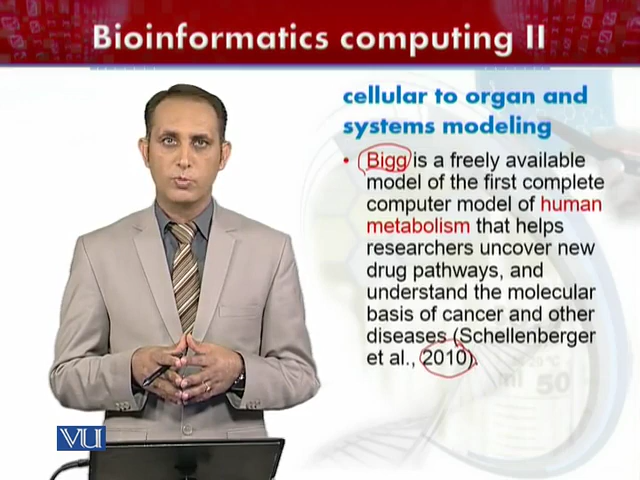 Bioinformatics computing II
cellular to organ and
systems modeling
• Bigg is a freely available
model of the first complete
computer model of human
metabolism that helps
researchers uncover new
drug pathways, and
understand the molecular
basis of cancer and other
diseases (Schellenberger
et al., 2010).
ml 50
VU